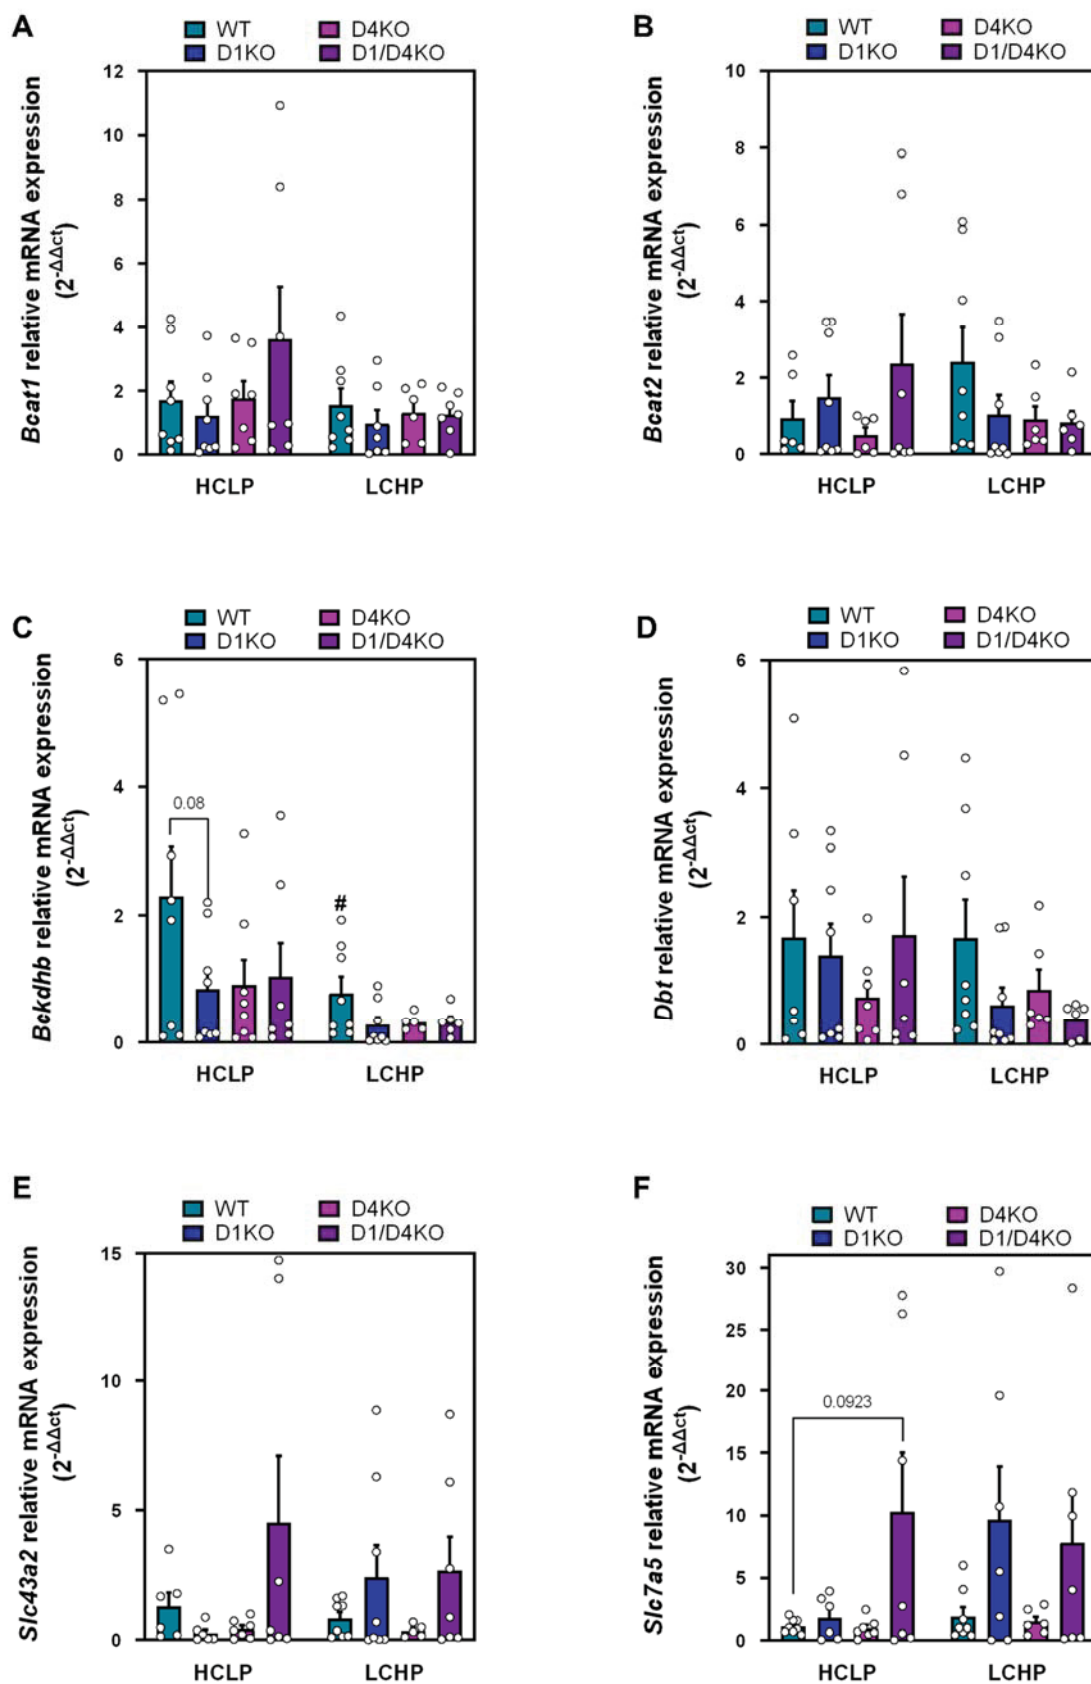 A
WT
D4KO
D1KO
D1/D4KO
Bcat1 relative mRNA expression
(2-ΔΔct)
12
10
8
6
4
2
0
HCLP
LCHP
B
WT
D4KO
D1KO
D1/D4KO
Bcat2 relative mRNA expression
(2-ΔΔct)
10
8
6
4
2
0
HCLP
LCHP
C
WT
D4KO
D1KO
D1/D4KO
Bckdhb relative mRNA expression
(2-ΔΔct)
6
4
2
0
0.08
#
HCLP
LCHP
D
WT
D4KO
D1KO
D1/D4KO
Dbt relative mRNA expression
(2-ΔΔct)
6
4
2
0
HCLP
LCHP
E
WT
D4KO
D1KO
D1/D4KO
Slc43a2 relative mRNA expression
(2-ΔΔct)
15
10
5
0
HCLP
LCHP
F
WT
D4KO
D1KO
D1/D4KO
Slc7a5 relative mRNA expression
(2-ΔΔct)
30
25
20
15
10
5
0
0.0923
HCLP
LCHP